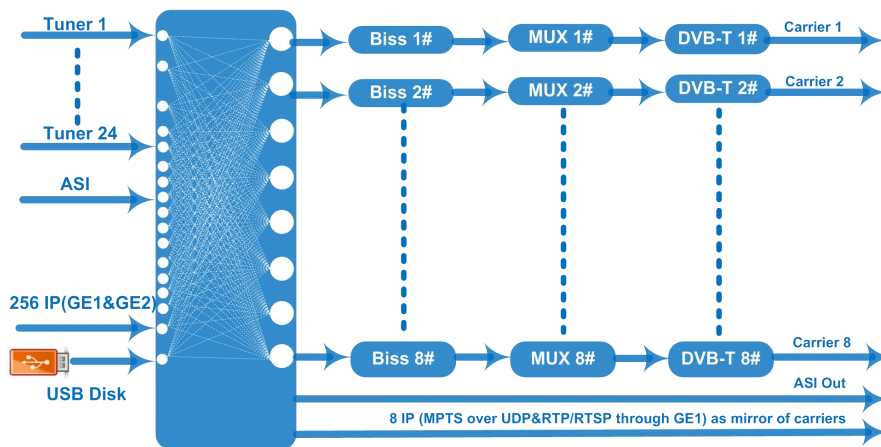 Tuner 1
Biss 1#
MUX 1#
DVB-T 1#
Carrier 1
Biss 2#
MUX 2#
DVB-T 2#
Carrier 2
Tuner 24
ASI
256 IP(GE1&GE2)
USB Disk
Biss 8#
MUX 8#
DVB-T 8#
Carrier 8
ASI Out
8 IP (MPTS over UDP&RTP/RTSP through GE1) as mirror of carriers